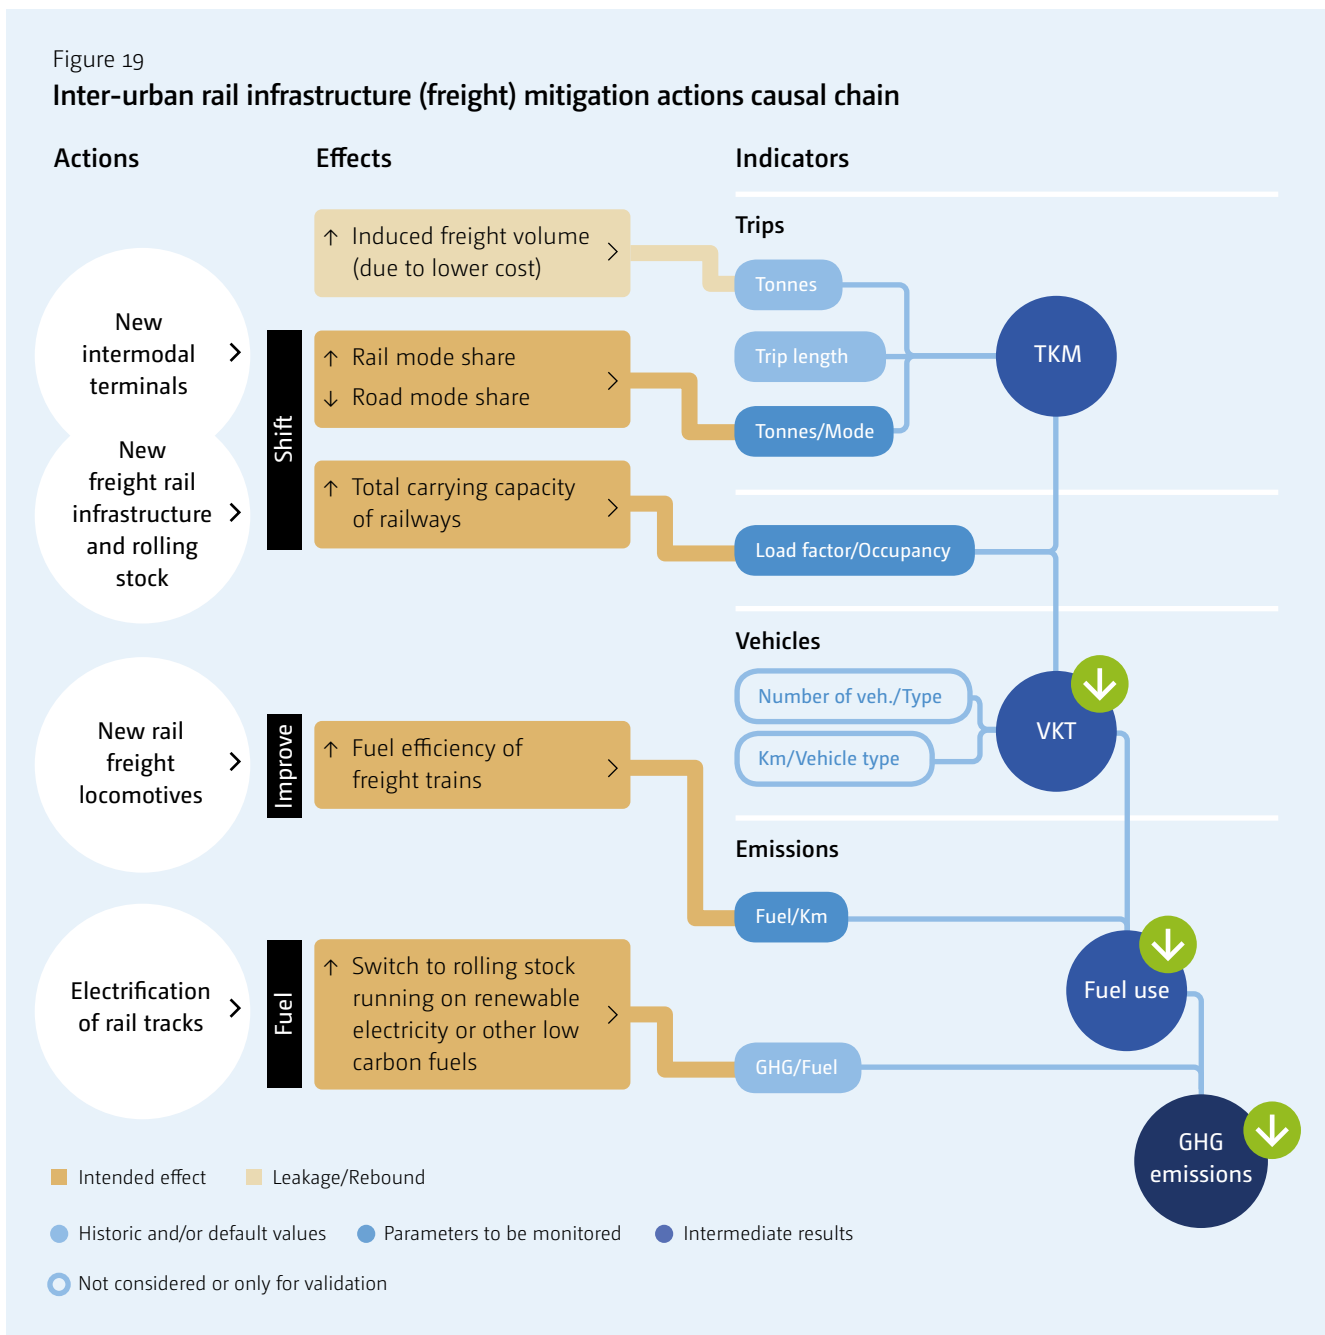 Figure 19
Inter-urban rail infrastructure (freight) mitigation actions causal chain
Actions
Effects
Indicators
New
intermodal
terminals
New
freight rail
infrastructure
and rolling
stock
New rail
freight
locomotives
Electrification
of rail tracks
Shift
Improve
Fuel
↑ Induced freight volume
(due to lower cost)
↑ Rail mode share
↓ Road mode share
↑ Total carrying capacity
of railways
↑ Fuel efficiency of
freight trains
↑ Switch to rolling stock
running on renewable
electricity or other low
carbon fuels
Trips
Tonnes
Trip length
Tonnes/Mode
TKM
Load factor/Occupancy
Vehicles
Number of veh./Type
Km/Vehicle type
VKT
Emissions
Fuel/Km
Fuel use
GHG/Fuel
GHG
emissions
Intended effect
Leakage/Rebound
Historic and/or default values
Parameters to be monitored
Intermediate results
Not considered or only for validation